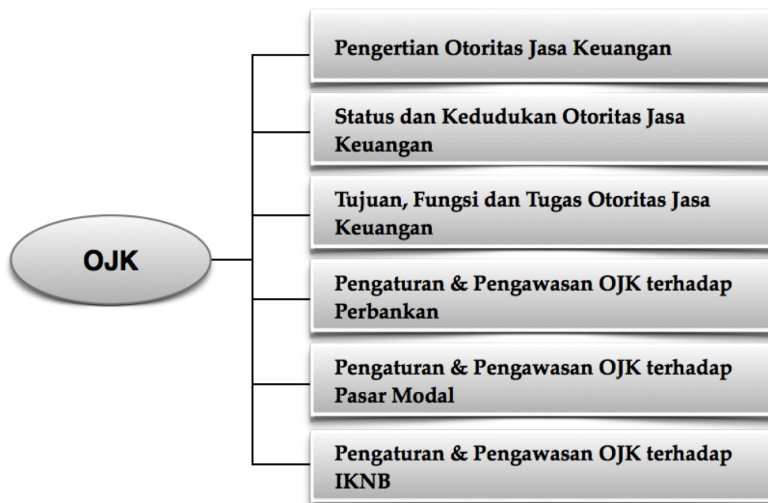 OJK
Pengertian Otoritas Jasa Keuangan
Status dan Kedudukan Otoritas Jasa
Keuangan
Tujuan, Fungsi dan Tugas Otoritas Jasa
Keuangan
Pengaturan & Pengawasan OJK terhadap
Perbankan
Pengaturan & Pengawasan OJK terhadap
Pasar Modal
Pengaturan & Pengawasan OJK terhadap
IKNB